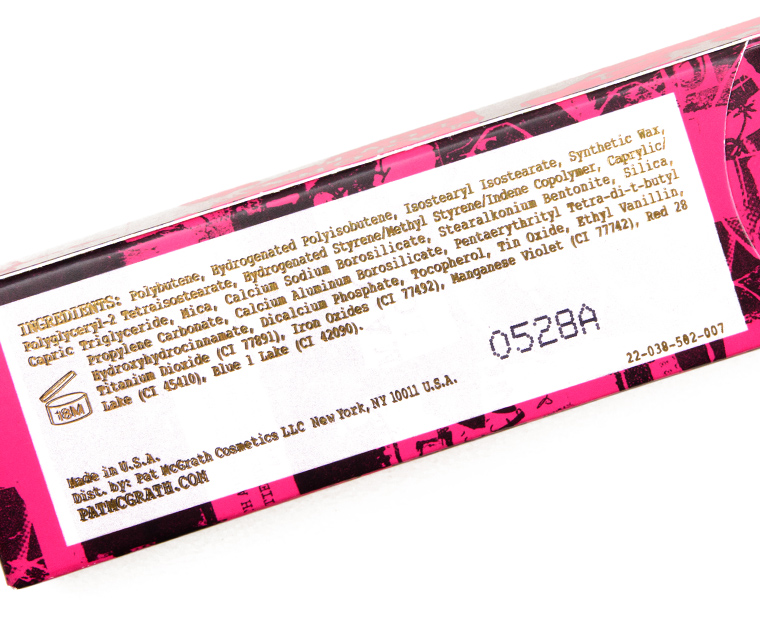 INGREDIENTS: Polybutene, Hydrogenated Polyisobutene, Isostearyl Isostearate, Synthetic Wax,
Polyglyceryl-2 Tetraisostearate, Hydrogenated Styrene/Methyl Styrene/Indene Copolymer, Caprylic/
Capric Triglyceride, Mica, Calcium Sodium Borosilicate, Stearalkonium Bentonite, Silica,
Propylene Carbonate, Calcium Aluminum Borosilicate, Pentaerythrityl Tetra-di-t-butyl
Hydroxyhydrocinnamate, Dicalcium Phosphate, Tocopherol, Tin Oxide, Ethyl Vanillin,
Titanium Dioxide (CI 77891), Iron Oxides (CI 77492), Manganese Violet (CI 77742), Red 28
Lake (CI 45410), Blue 1 Lake (CI 42090).
18M
0528A
22-038-502-007
Made in U.S.A.
Dist. by: Pat McGrath Cosmetics LLC New York, NY 10011 U.S.A.
PATMCGRATH.COM